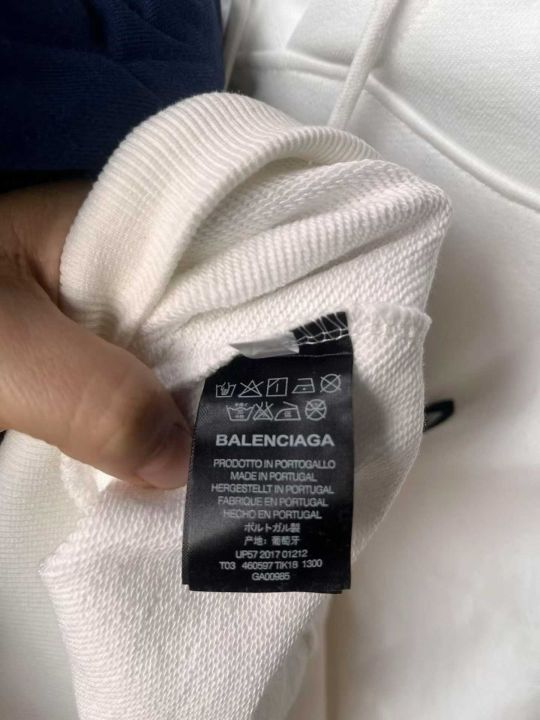 BALENCIAGA
PRODOTTO IN PORTOGALLO
MADE IN PORTUGAL
HERGESTELLT IN PORTUGAL
FABRIQUE EN PORTUGAL
HECHO EN PORTUGAL
ポルトガル製
产地：葡萄牙
UP57 2017 01212
T03 460597 TIK18 1300
GA00985